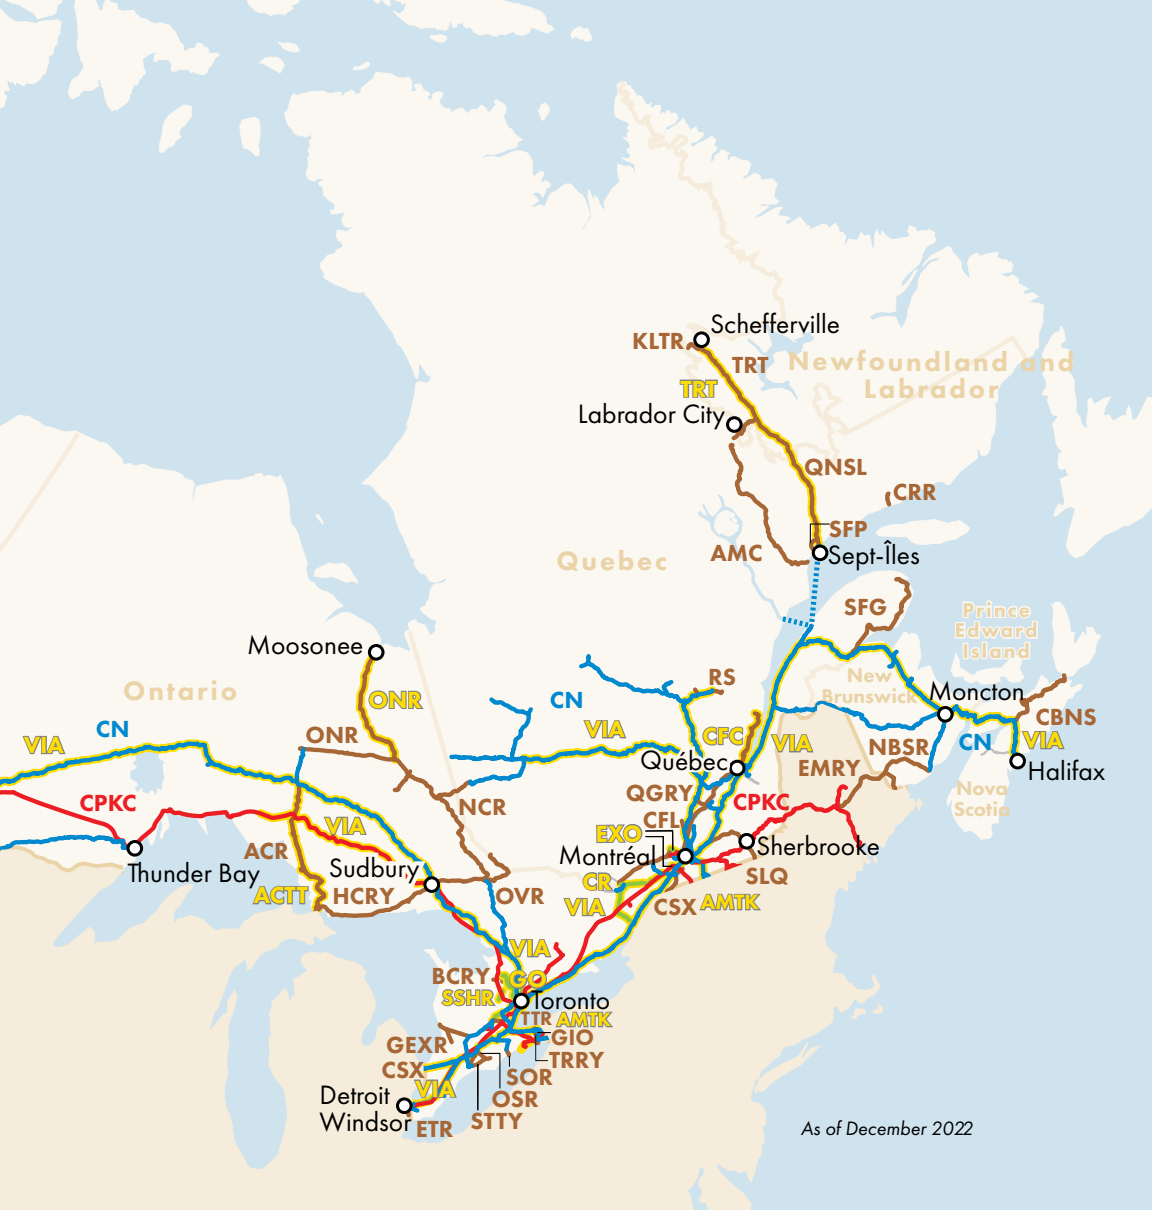 Schefferville
KLTR
TRT
Newfoundland and
Labrador
TRT
Labrador City
QNSL
CRR
SFP
AMC
Sept-Îles
Quebec
SFG
Prince
Edward
Island
Moosonee
Ontario
ONR
RS
New
Brunswick
Moncton
CN
CN
VIA
VIA
ONR
CFC
VIA
CBNS
CN
VIA
NBSR
Québec
EMRY
Halifax
Nova
Scotia
CPKC
NCR
QGRY
CPKC
CFL
VIA
EXO
Montréal
Sherbrooke
Thunder Bay
ACR
Sudbury
ACTT
HCRY
OVR
CR
SLQ
VIA
CSX
AMTK
VIA
BCRY
GO
SSHR
Toronto
TTR
AMTK
GEXR
GIO
TRRY
CSX
VIA
SOR
OSR
STTY
Detroit
Windsor
ETR
As of December 2022